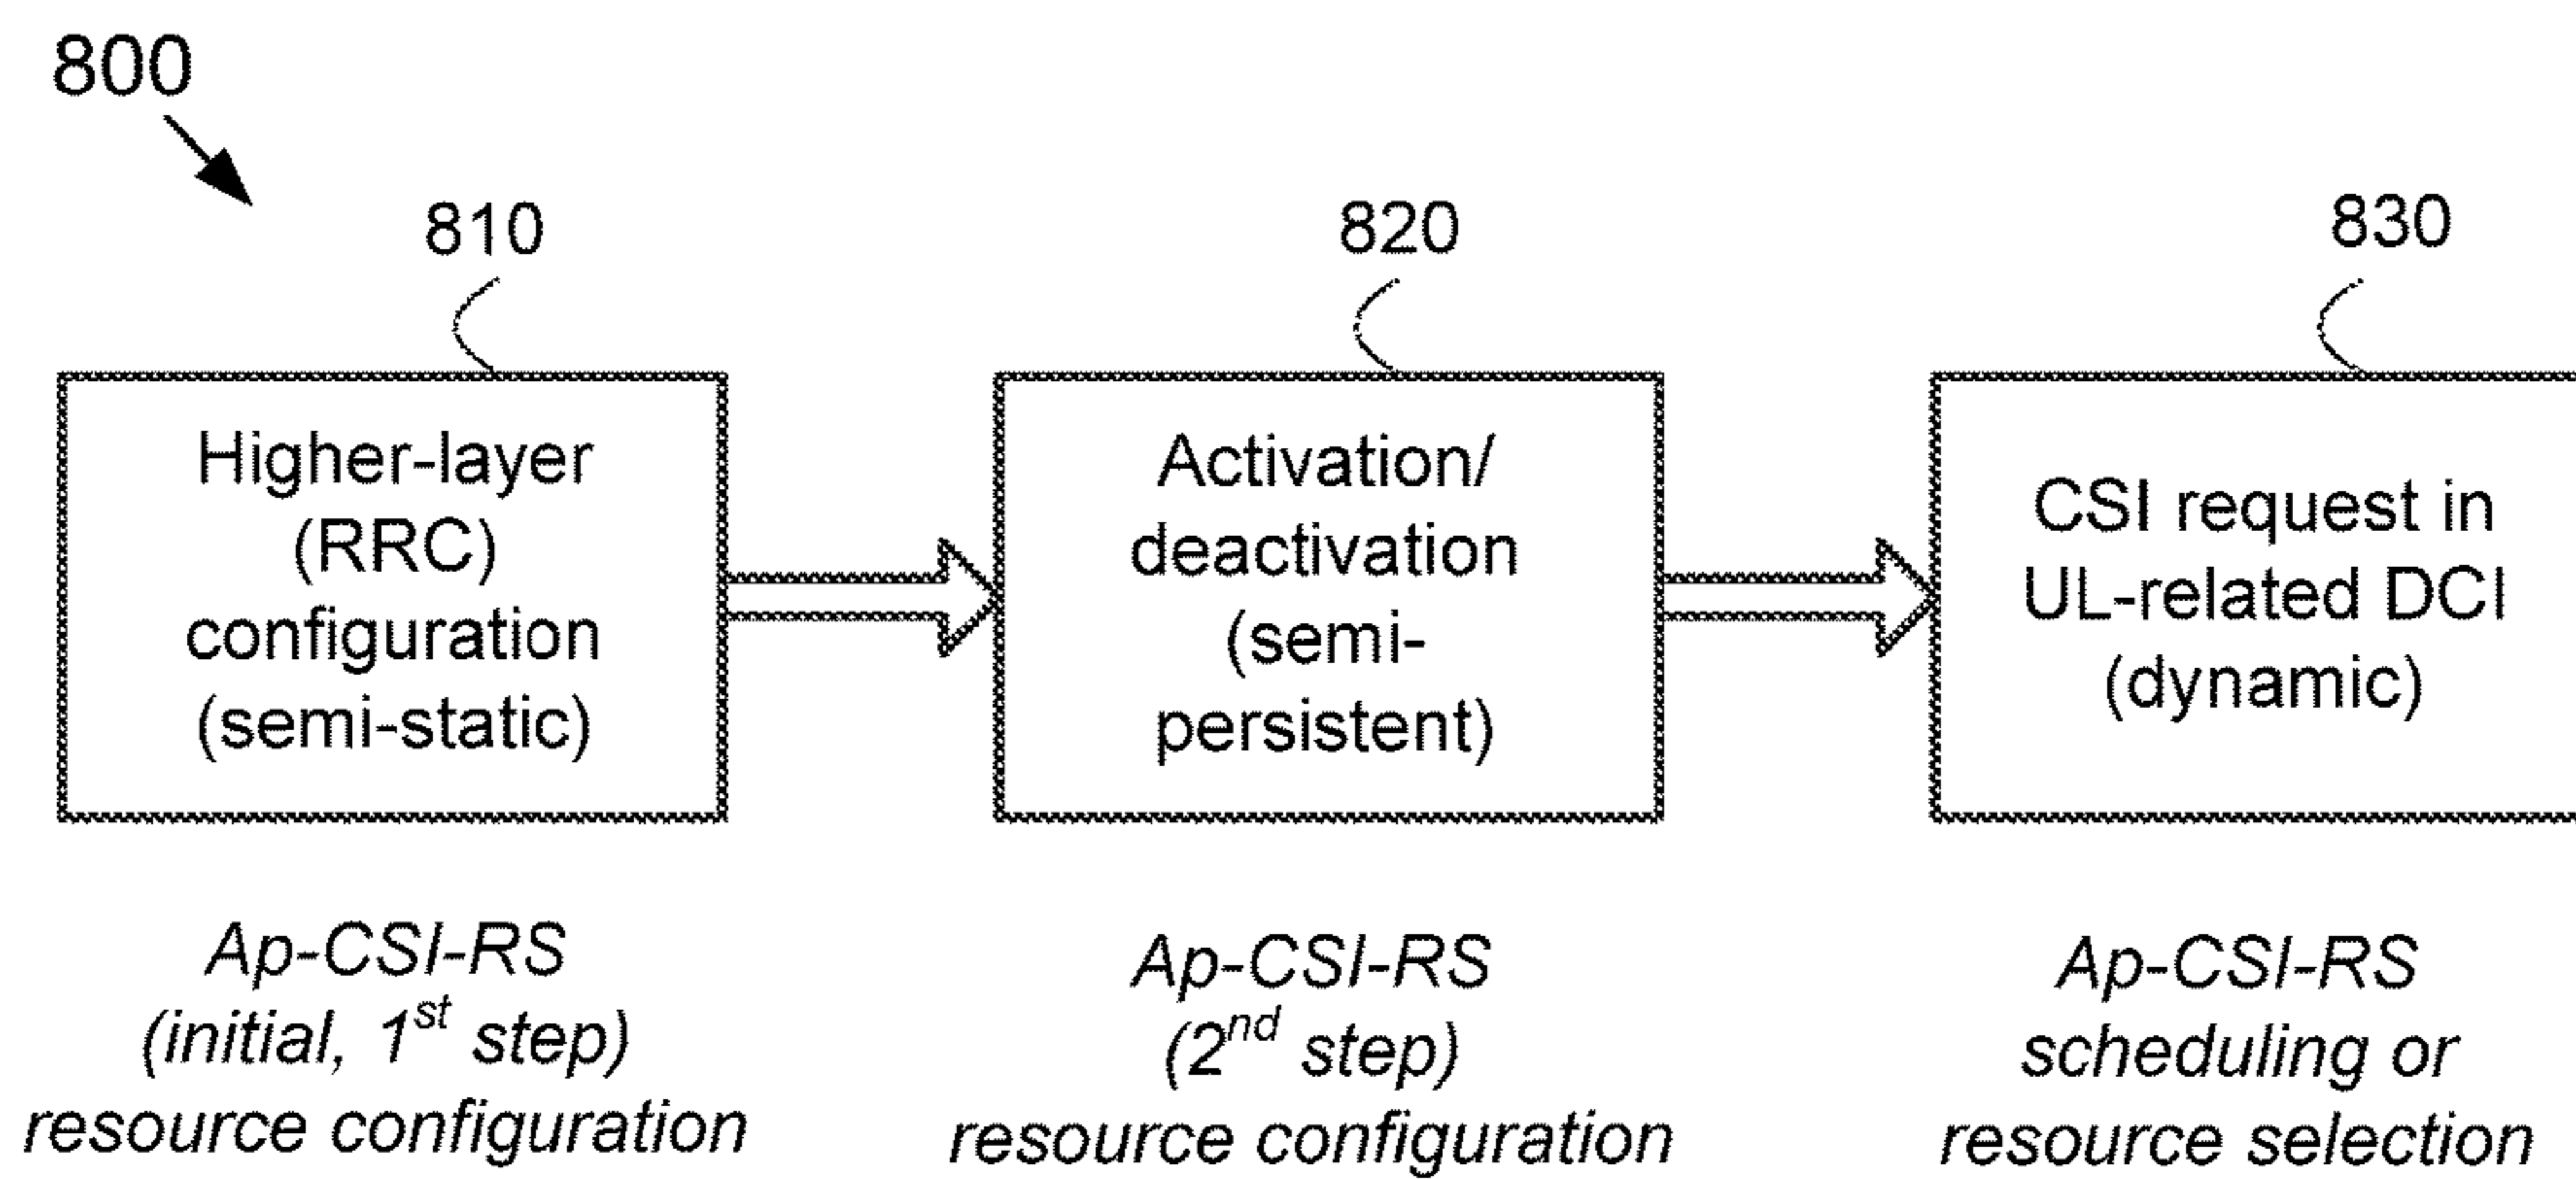 800
810
820
830
Higher-layer
(RRC)
configuration
(semi-static)
Activation/
deactivation
(semi-
persistent)
CSI request in
UL-related DCI
(dynamic)
Ap-CSI-RS
(initial, 1st step)
resource configuration
Ap-CSI-RS
(2nd step)
resource configuration
Ap-CSI-RS
scheduling or
resource selection